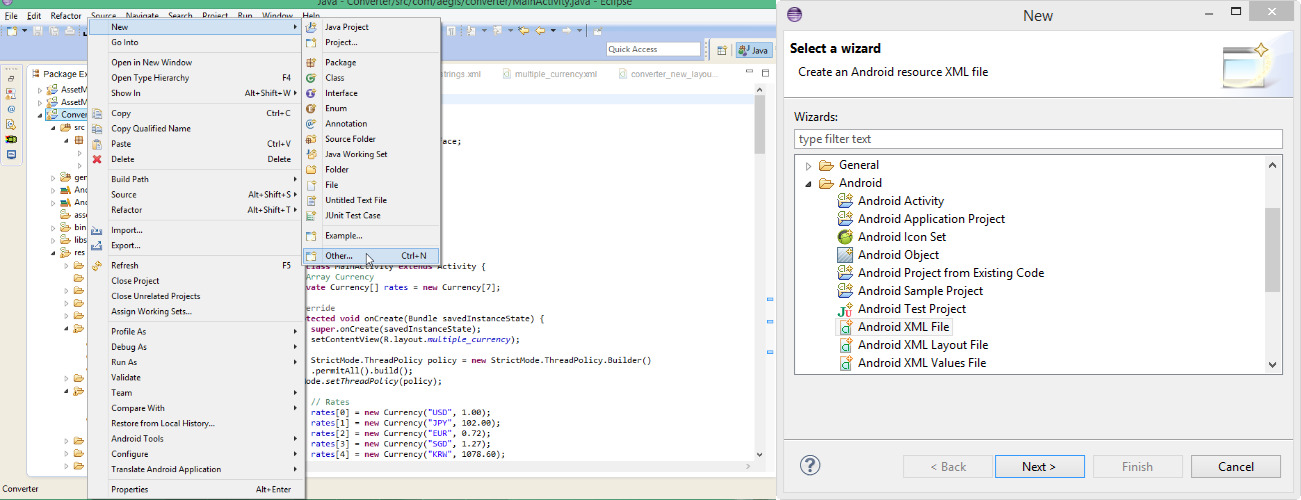 Java - Converter/src/com/aegis/converter/MainActivity.java - Eclipse
File Edit Refactor Source Navigate Search Project Run Window Help
Quick Access
Java
Package Ex
trings.xml
multiple_currency.xml
converter_new_layou...
AssetM
AssetM
Conver
src
gen
And
And
asse
bin
libs
res
New
Go Into
Open in New Window
Open Type Hierarchy F4
Show In Alt+Shift+W
Copy Ctrl+C
Copy Qualified Name
Paste Ctrl+V
Delete Delete
Build Path
Source Alt+Shift+S
Refactor Alt+Shift+T
Import...
Export...
Refresh F5
Close Project
Close Unrelated Projects
Assign Working Sets...
Profile As
Debug As
Run As
Validate
Team
Compare With
Restore from Local History...
Android Tools
Configure
Translate Android Application
Properties Alt+Enter
Java Project
Project...
Package
Class
Interface
Enum
Annotation
Source Folder
Java Working Set
Folder
File
Untitled Text File
JUnit Test Case
Example...
Other... Ctrl+N
ace;
class MainActivity extends Activity {
Array Currency
vate Currency[] rates = new Currency[7];
erride
tected void onCreate(Bundle savedInstanceState) {
super.onCreate(savedInstanceState);
setContentView(R.layout.multiple_currency);
StrictMode.ThreadPolicy policy = new StrictMode.ThreadPolicy.Builder()
.permitAll().build();
ode.setThreadPolicy(policy);
// Rates
rates[0] = new Currency("USD", 1.00);
rates[1] = new Currency("JPY", 102.00);
rates[2] = new Currency("EUR", 0.72);
rates[3] = new Currency("SGD", 1.27);
rates[4] = new Currency("KRW", 1078.60);
Converter
New
Select a wizard
Create an Android resource XML file
Wizards:
type filter text
General
Android
Android Activity
Android Application Project
Android Icon Set
Android Object
Android Project from Existing Code
Android Sample Project
Android Test Project
Android XML File
Android XML Layout File
Android XML Values File
< Back
Next >
Finish
Cancel